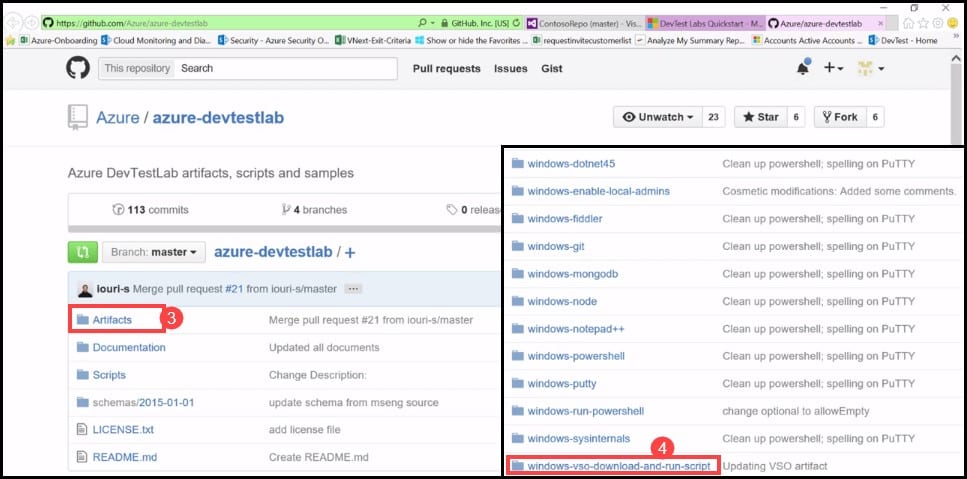 https://github.com/Azure/azure-devtestlab
GitHub, Inc. [US]
ContosoRepo (master) - Vis...
DevTest Labs Quickstart - M...
Azure/azure-devtestlab
Azure-Onboarding
Cloud Monitoring and Dia...
Security - Azure Security O...
VNext-Exit-Criteria
Show or hide the Favorites ...
requestinvitecustomerlist
Analyze My Summary Rep...
Accounts Active Accounts ...
DevTest - Home
This repository
Search
Pull requests
Issues
Gist
Azure / azure-devtestlab
Unwatch
23
Star
6
Fork
6
Azure DevTestLab artifacts, scripts and samples
113 commits
4 branches
0 release
Branch: master
azure-devtestlab / +
iouri-s Merge pull request #21 from iouri-s/master ...
Artifacts
3
Merge pull request #21 from iouri-s/master
Documentation
Updated all documents
Scripts
Change Description:
schemas/2015-01-01
update schema from mseng source
LICENSE.txt
add license file
README.md
Create README.md
windows-dotnet45
Clean up powershell; spelling on PuTTY
windows-enable-local-admins
Cosmetic modifications: Added some comments.
windows-fiddler
Clean up powershell; spelling on PuTTY
windows-git
Clean up powershell; spelling on PuTTY
windows-mongodb
Clean up powershell; spelling on PuTTY
windows-node
Clean up powershell; spelling on PuTTY
windows-notepad++
Clean up powershell; spelling on PuTTY
windows-powershell
Clean up powershell; spelling on PuTTY
windows-putty
Clean up powershell; spelling on PuTTY
windows-run-powershell
change optional to allowEmpty
windows-sysinternals
Clean up powershell; spelling on PuTTY
4
windows-vso-download-and-run-script
Updating VSO artifact